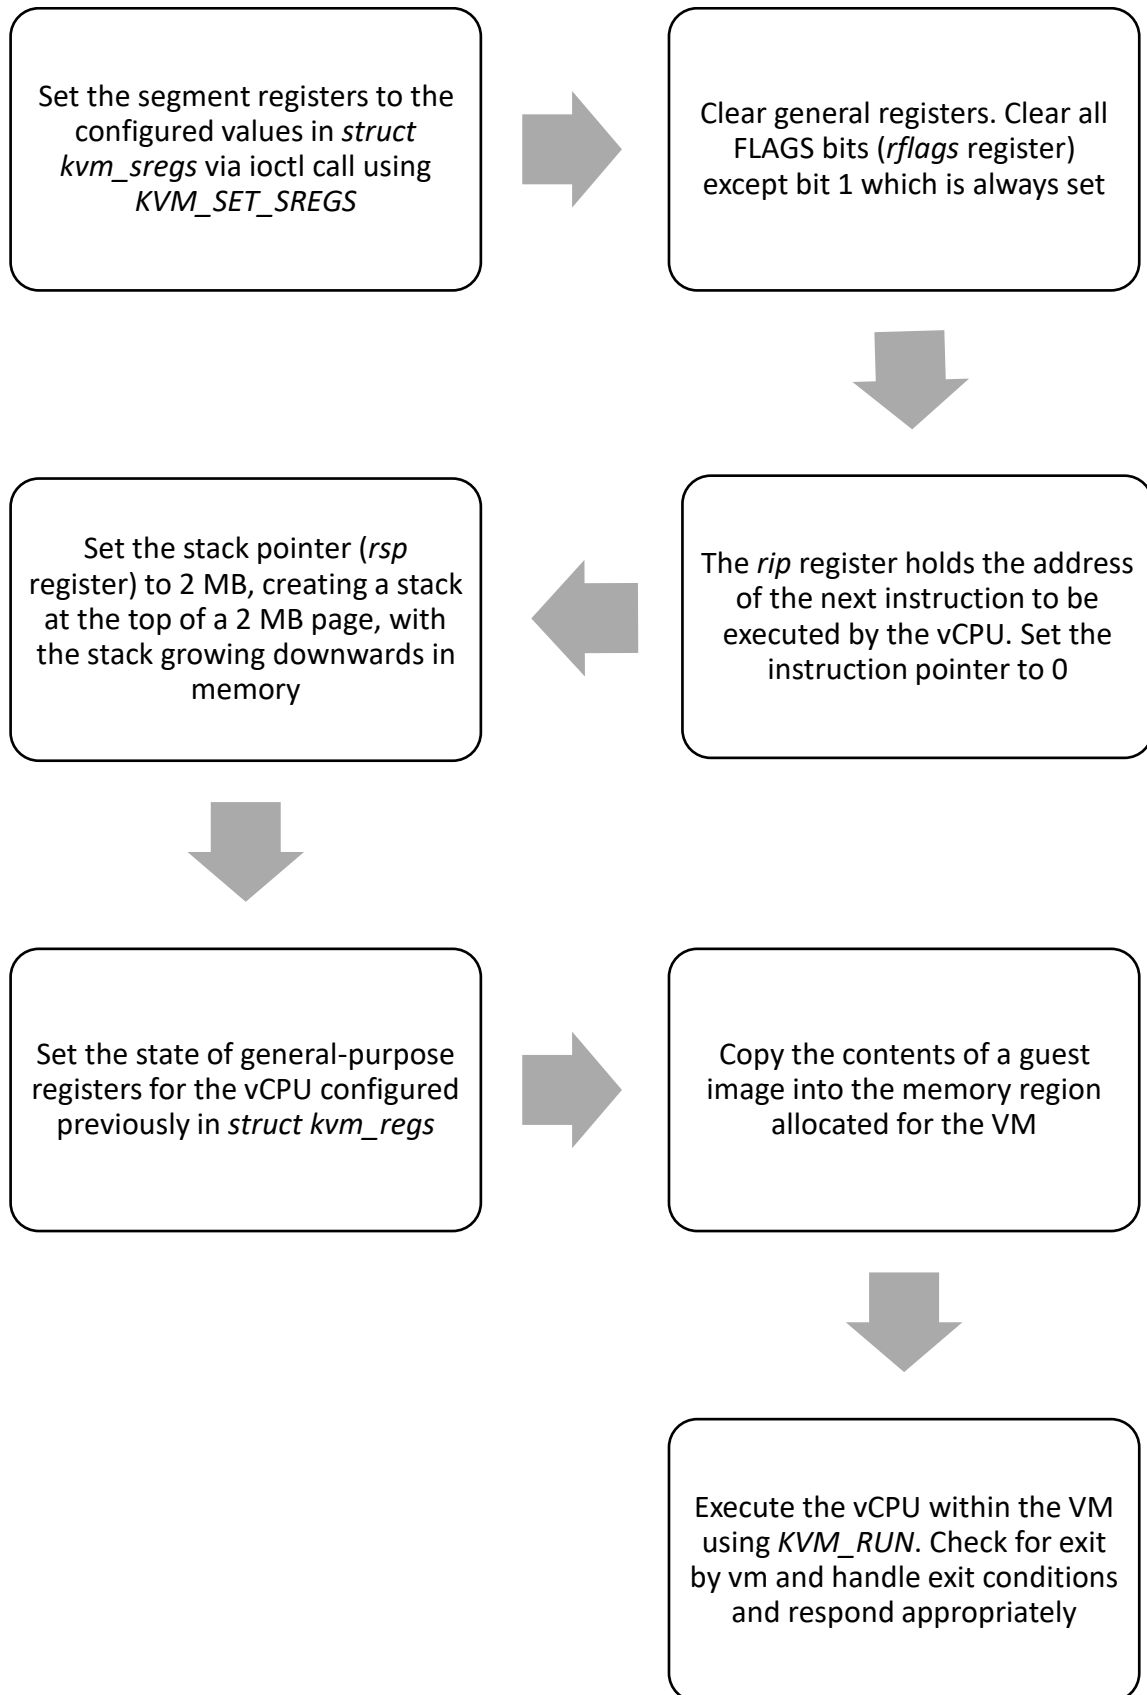 Set the segment registers to the
configured values in struct
kvm_sregs via ioctl call using
KVM_SET_SREGS
Clear general registers. Clear all
FLAGS bits (rflags register)
except bit 1 which is always set
The rip register holds the address
of the next instruction to be
executed by the vCPU. Set the
instruction pointer to 0
Set the stack pointer (rsp
register) to 2 MB, creating a stack
at the top of a 2 MB page, with
the stack growing downwards in
memory
Set the state of general-purpose
registers for the vCPU configured
previously in struct kvm_regs
Copy the contents of a guest
image into the memory region
allocated for the VM
Execute the vCPU within the VM
using KVM_RUN. Check for exit
by vm and handle exit conditions
and respond appropriately